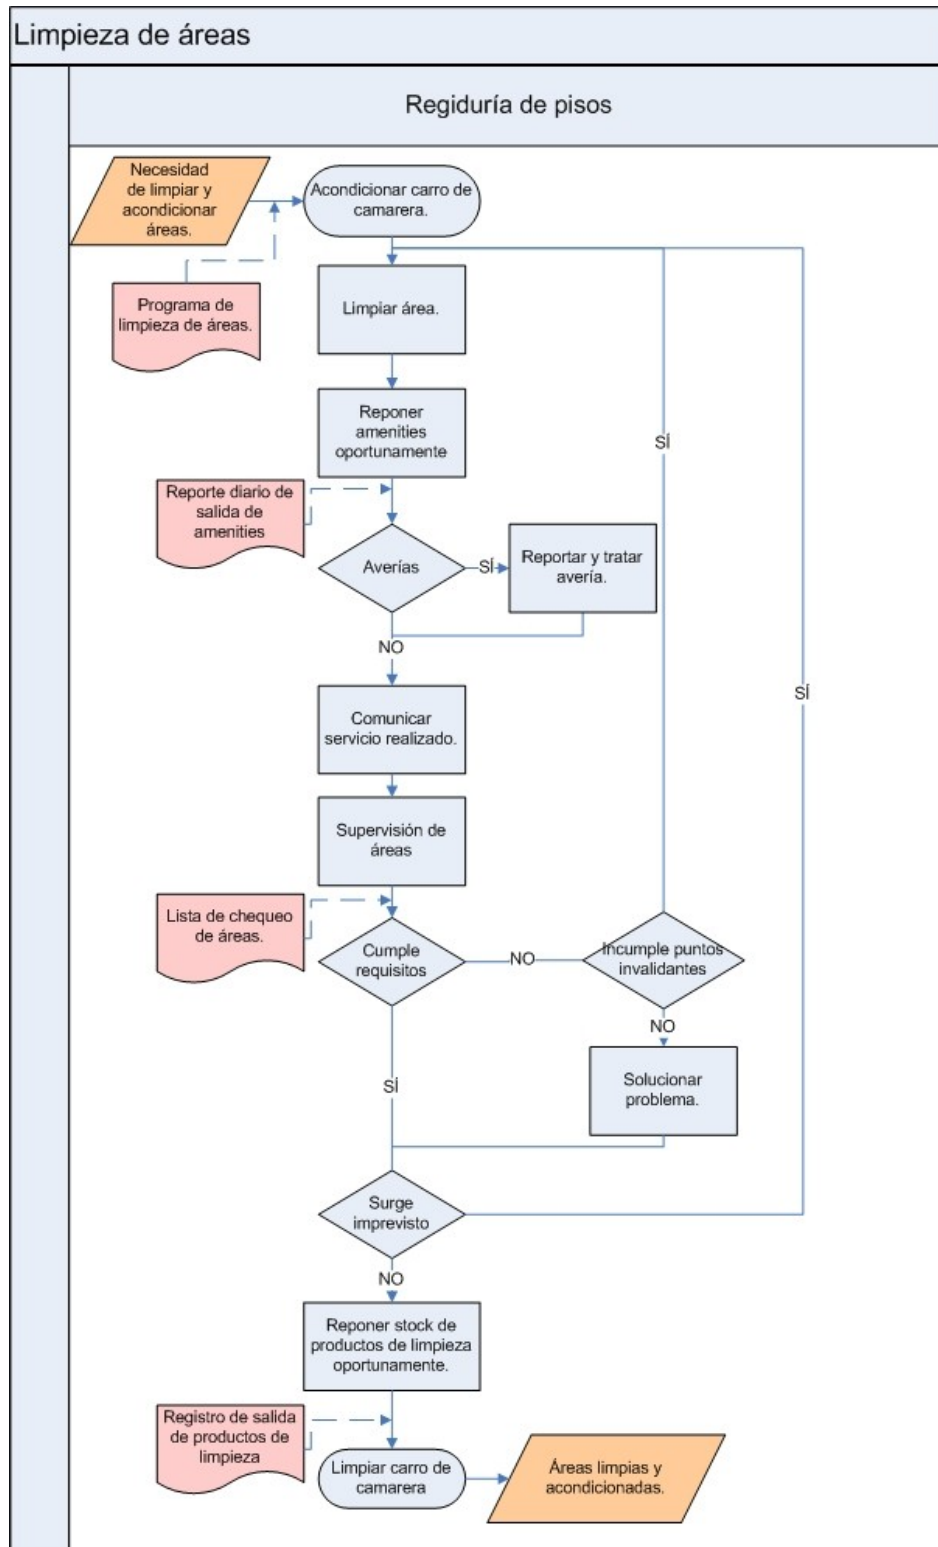 Limpieza de áreas
Regiduría de pisos
Necesidad
de limpiar y
acondicionar
áreas.
Acondicionar carro de
camarera.
Programa de
limpieza de áreas.
Limpiar área.
Reponer
amenities
oportunamente
SÍ
Reporte diario de
salida de
amenities
Averías
SÍ
Reportar y tratar
avería.
NO
Comunicar
servicio realizado.
SÍ
Supervisión de
áreas
Lista de chequeo
de áreas.
Cumple
requisitos
NO
Incumple puntos
invalidantes
NO
Solucionar
problema.
SÍ
Surge
imprevisto
NO
Reponer stock de
productos de limpieza
oportunamente.
Registro de salida
de productos de
limpieza
Limpiar carro de
camarera
Áreas limpias y
acondicionadas.